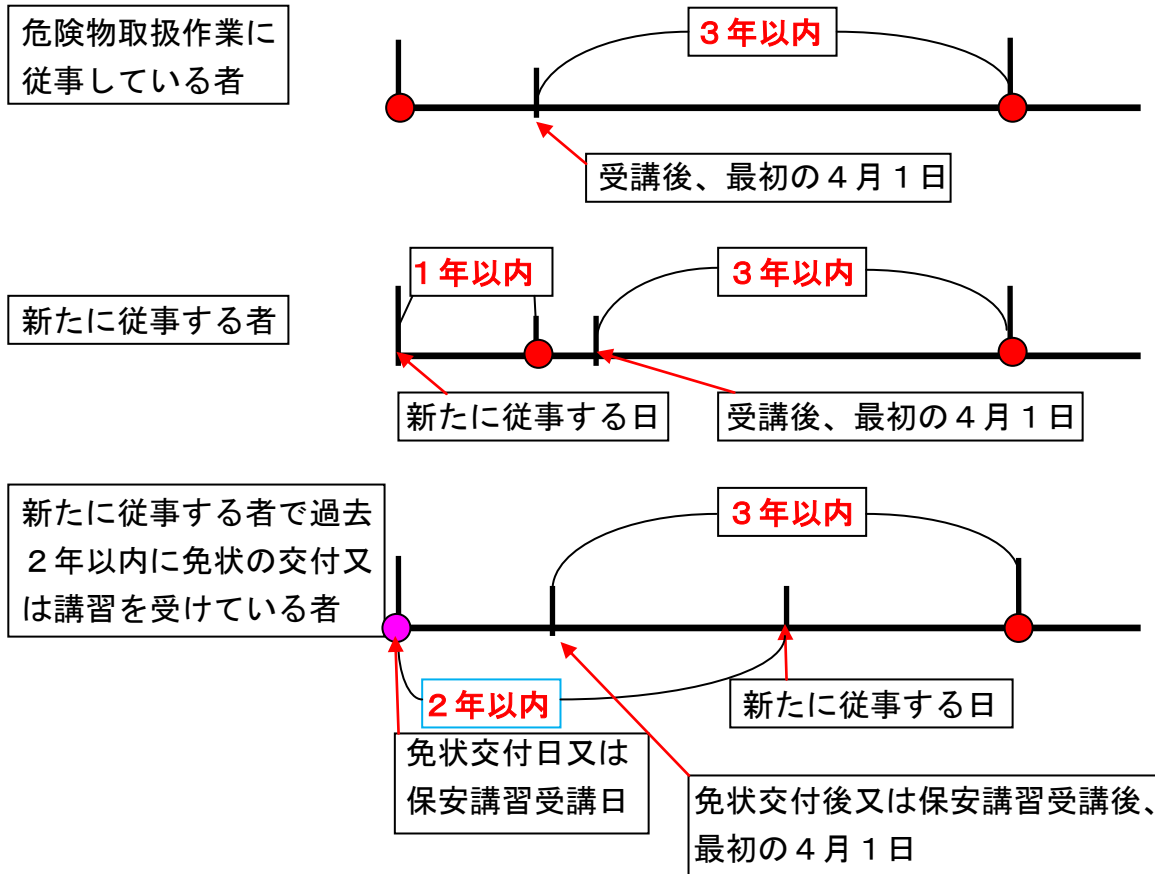 危険物取扱作業に
従事している者
３年以内
受講後、最初の４月１日
新たに従事する者
１年以内
３年以内
新たに従事する日
受講後、最初の４月１日
新たに従事する者で過去
２年以内に免状の交付又
は講習を受けている者
３年以内
２年以内
新たに従事する日
免状交付日又は
保安講習受講日
免状交付後又は保安講習受講後、
最初の４月１日